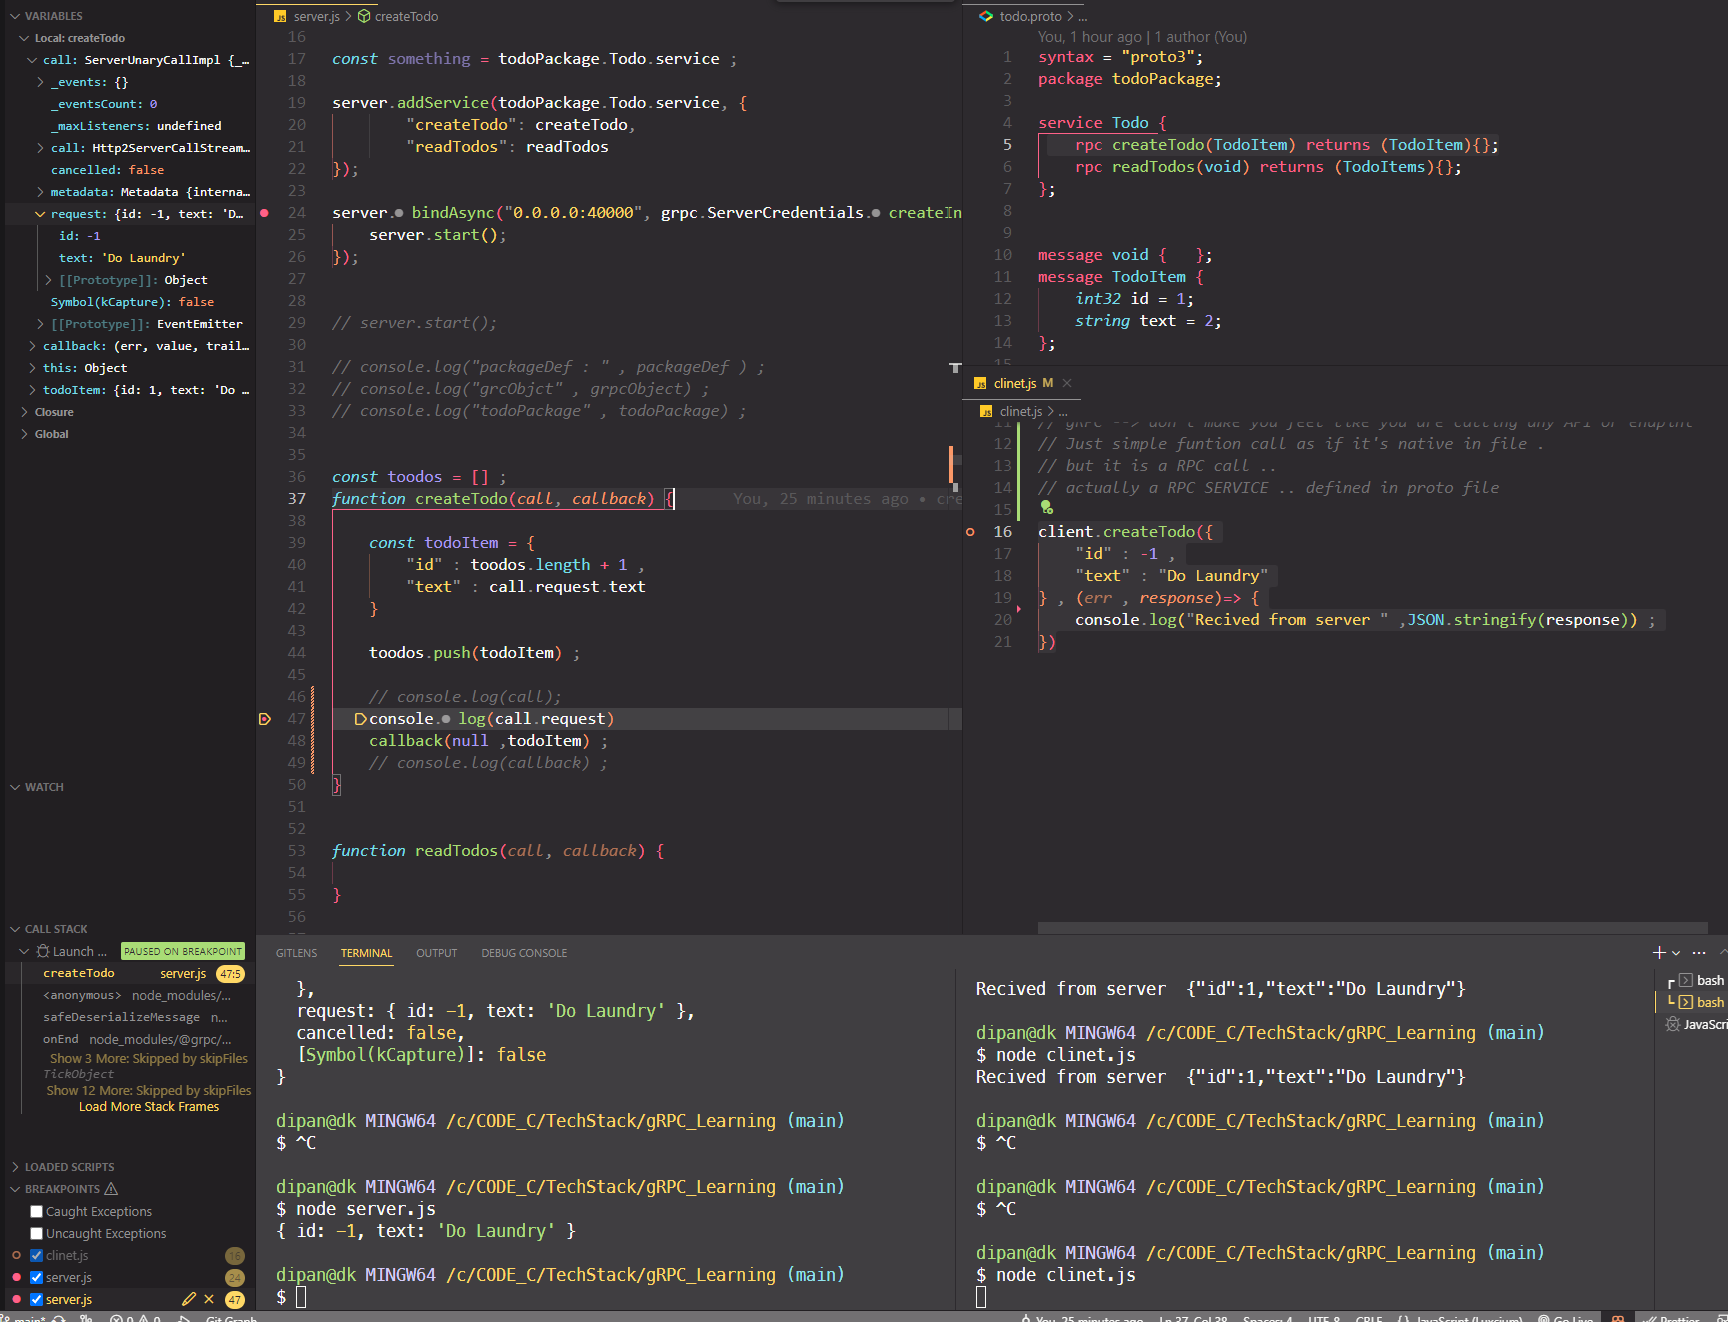 VARIABLES
Local: createTodo
call: ServerUnaryCallImpl {_…
_events: {}
_eventsCount: 0
_maxListeners: undefined
call: Http2ServerCallStream…
cancelled: false
metadata: Metadata {interna…
request: {id: -1, text: 'D…
id: -1
text: 'Do Laundry'
[[Prototype]]: Object
Symbol(kCapture): false
[[Prototype]]: EventEmitter
callback: (err, value, trail…
this: Object
todoItem: {id: 1, text: 'Do …
Closure
Global
WATCH
CALL STACK
Launch ... PAUSED ON BREAKPOINT
createTodo server.js 47:5
<anonymous> node_modules/...
safeDeserializeMessage n...
onEnd node_modules/@grpc/...
Show 3 More: Skipped by skipFiles
TickObject
Show 12 More: Skipped by skipFiles
Load More Stack Frames
LOADED SCRIPTS
BREAKPOINTS
Caught Exceptions
Uncaught Exceptions
clinet.js 16
server.js 24
server.js 47
JS server.js > createTodo
16
17 const something = todoPackage.Todo.service ;
18
19 server.addService(todoPackage.Todo.service, {
20 "createTodo": createTodo,
21 "readTodos": readTodos
22 });
23
24 server. bindAsync("0.0.0.0:40000", grpc.ServerCredentials. createIn
25 server.start();
26 });
27
28
29 // server.start();
30
31 // console.log("packageDef : " , packageDef ) ;
32 // console.log("grcObjct" , grpcObject) ;
33 // console.log("todoPackage" , todoPackage) ;
34
35
36 const toodos = [] ;
37 function createTodo(call, callback) { You, 25 minutes ago • cre
38
39 const todoItem = {
40 "id" : toodos.length + 1 ,
41 "text" : call.request.text
42 }
43
44 toodos.push(todoItem) ;
45
46 // console.log(call);
47 console. log(call.request)
48 callback(null ,todoItem) ;
49 // console.log(callback) ;
50 }
51
52
53 function readTodos(call, callback) {
54
55 }
56
todo.proto > ...
You, 1 hour ago | 1 author (You)
1 syntax = "proto3";
2 package todoPackage;
3
4 service Todo {
5 rpc createTodo(TodoItem) returns (TodoItem){};
6 rpc readTodos(void) returns (TodoItems){};
7 };
8
9
10 message void { };
11 message TodoItem {
12 int32 id = 1;
13 string text = 2;
14 };
15
JS clinet.js M
JS clinet.js > ...
11 // gRPC --> don't make you feel like you are calling any API or endpint
12 // Just simple funtion call as if it's native in file .
13 // but it is a RPC call ..
14 // actually a RPC SERVICE .. defined in proto file
15
16 client.createTodo({
17 "id" : -1 ,
18 "text" : "Do Laundry"
19 } , (err , response)=> {
20 console.log("Recived from server " ,JSON.stringify(response)) ;
21 })
GITLENS TERMINAL OUTPUT DEBUG CONSOLE
},
request: { id: -1, text: 'Do Laundry' },
cancelled: false,
[Symbol(kCapture)]: false
}
dipan@dk MINGW64 /c/CODE_C/TechStack/gRPC_Learning (main)
$ ^C
dipan@dk MINGW64 /c/CODE_C/TechStack/gRPC_Learning (main)
$ node server.js
{ id: -1, text: 'Do Laundry' }
dipan@dk MINGW64 /c/CODE_C/TechStack/gRPC_Learning (main)
$
Recived from server {"id":1,"text":"Do Laundry"}
dipan@dk MINGW64 /c/CODE_C/TechStack/gRPC_Learning (main)
$ node clinet.js
Recived from server {"id":1,"text":"Do Laundry"}
dipan@dk MINGW64 /c/CODE_C/TechStack/gRPC_Learning (main)
$ ^C
dipan@dk MINGW64 /c/CODE_C/TechStack/gRPC_Learning (main)
$ ^C
dipan@dk MINGW64 /c/CODE_C/TechStack/gRPC_Learning (main)
$ node clinet.js
bash
bash
JavaScri
main* 0 0 Git Graph You, 25 minutes ago Ln 37, Col 38 Spaces: 4 UTF-8 CRLF {} JavaScript (Luxcium) Go Live Prettier